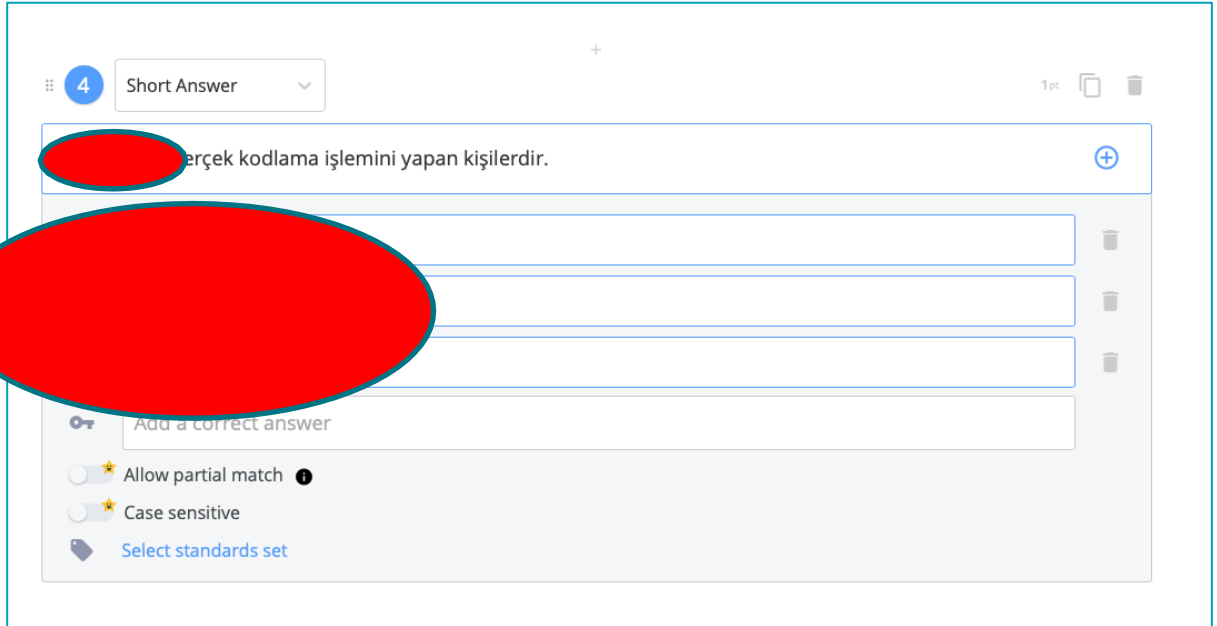 +
4 Short Answer 1pt
erçek kodlama işlemini yapan kişilerdir.
Add a correct answer
Allow partial match
Case sensitive
Select standards set